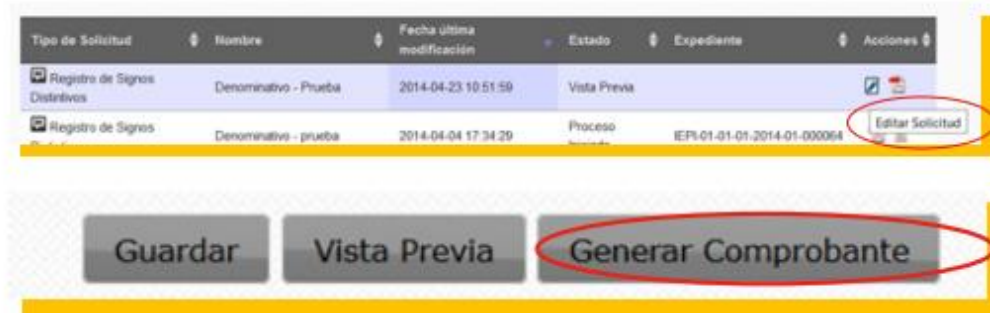 Tipo de Solicitud Nombre Fecha última modificación Estado Expediente Acciones
Registro de Signos Distintivos Denominativo - Prueba 2014-04-23 10:51:59 Vista Previa
Editar Solicitud
Registro de Signos Denominativo - prueba 2014-04-04 17:34:29 Proceso IEPI-01-01-01-2014-01-000064
Guardar Vista Previa Generar Comprobante